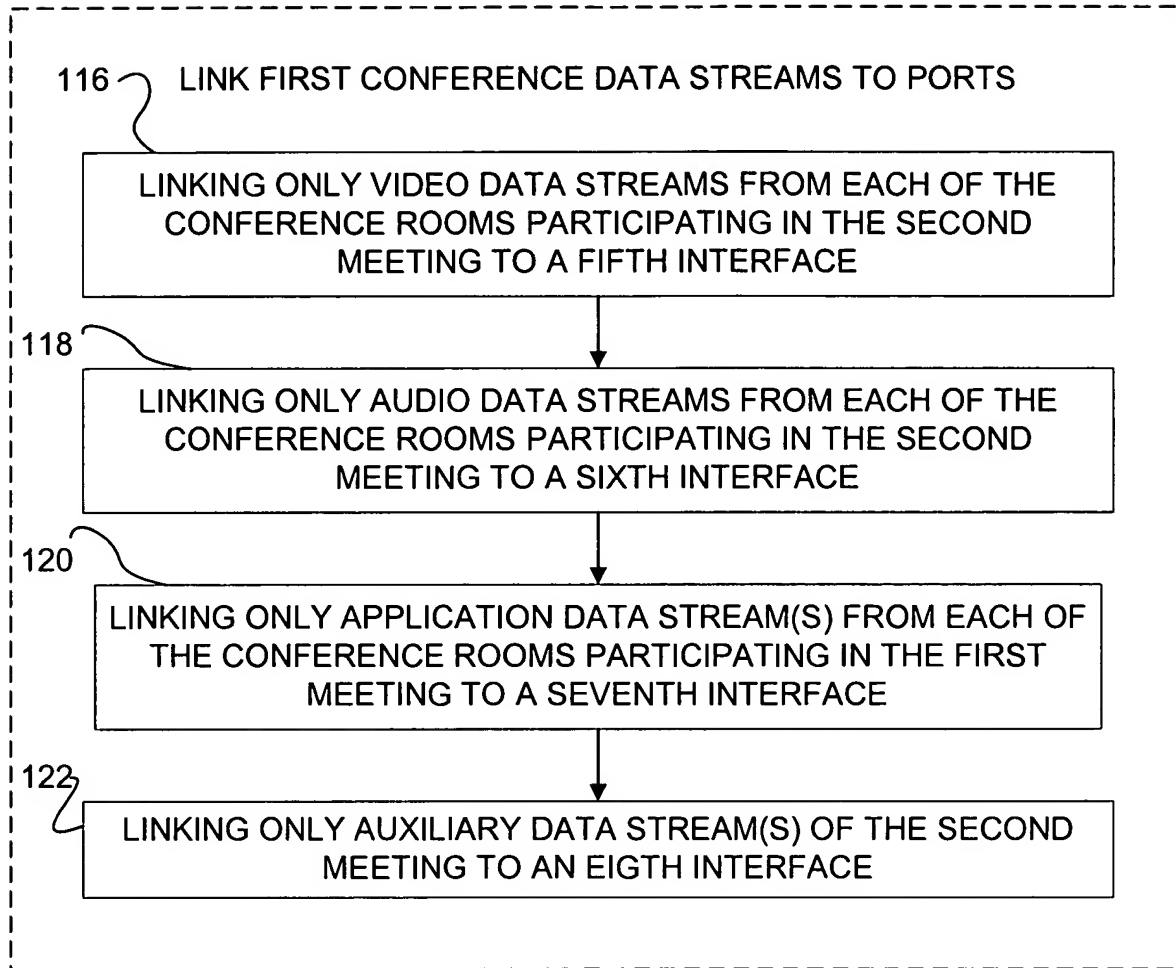 116 LINK FIRST CONFERENCE DATA STREAMS TO PORTS
LINKING ONLY VIDEO DATA STREAMS FROM EACH OF THE
CONFERENCE ROOMS PARTICIPATING IN THE SECOND
MEETING TO A FIFTH INTERFACE
118
LINKING ONLY AUDIO DATA STREAMS FROM EACH OF THE
CONFERENCE ROOMS PARTICIPATING IN THE SECOND
MEETING TO A SIXTH INTERFACE
120
LINKING ONLY APPLICATION DATA STREAM(S) FROM EACH OF
THE CONFERENCE ROOMS PARTICIPATING IN THE FIRST
MEETING TO A SEVENTH INTERFACE
122
LINKING ONLY AUXILIARY DATA STREAM(S) OF THE SECOND
MEETING TO AN EIGTH INTERFACE